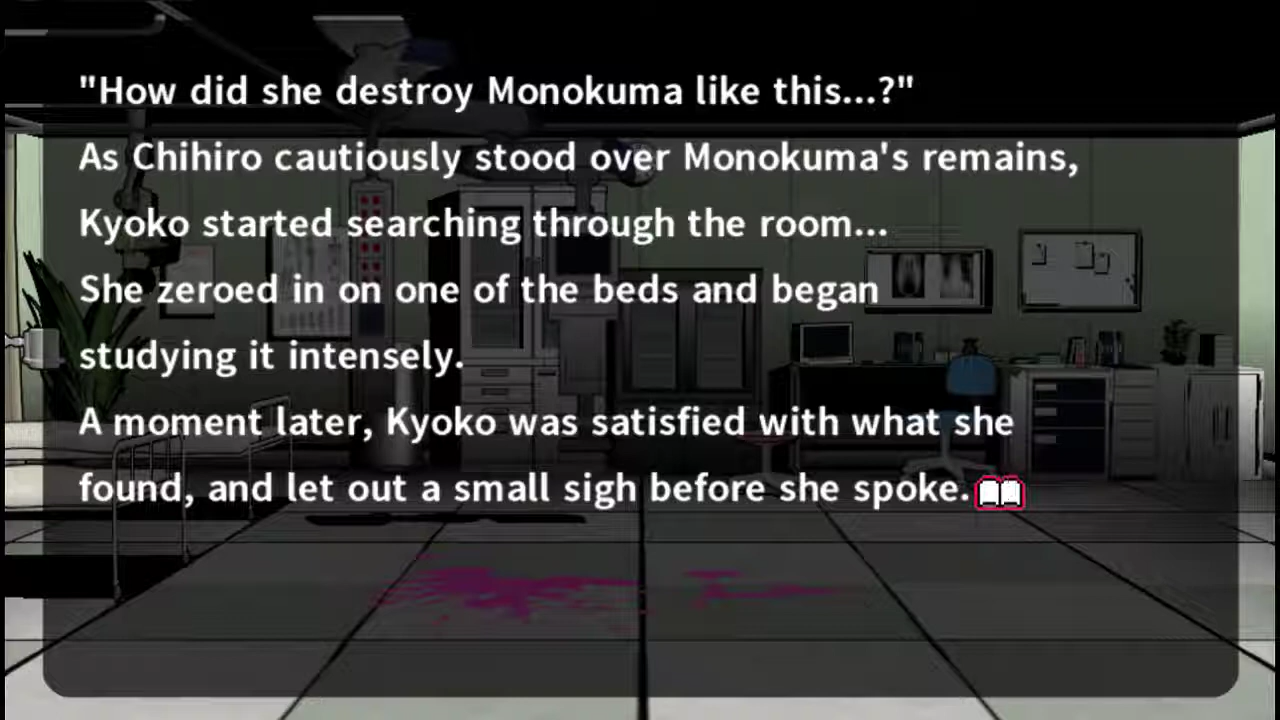 "How did she destroy Monokuma like this...?"
As Chihiro cautiously stood over Monokuma's remains,
Kyoko started searching through the room...
She zeroed in on one of the beds and began
studying it intensely.
A moment later, Kyoko was satisfied with what she
found, and let out a small sigh before she spoke.